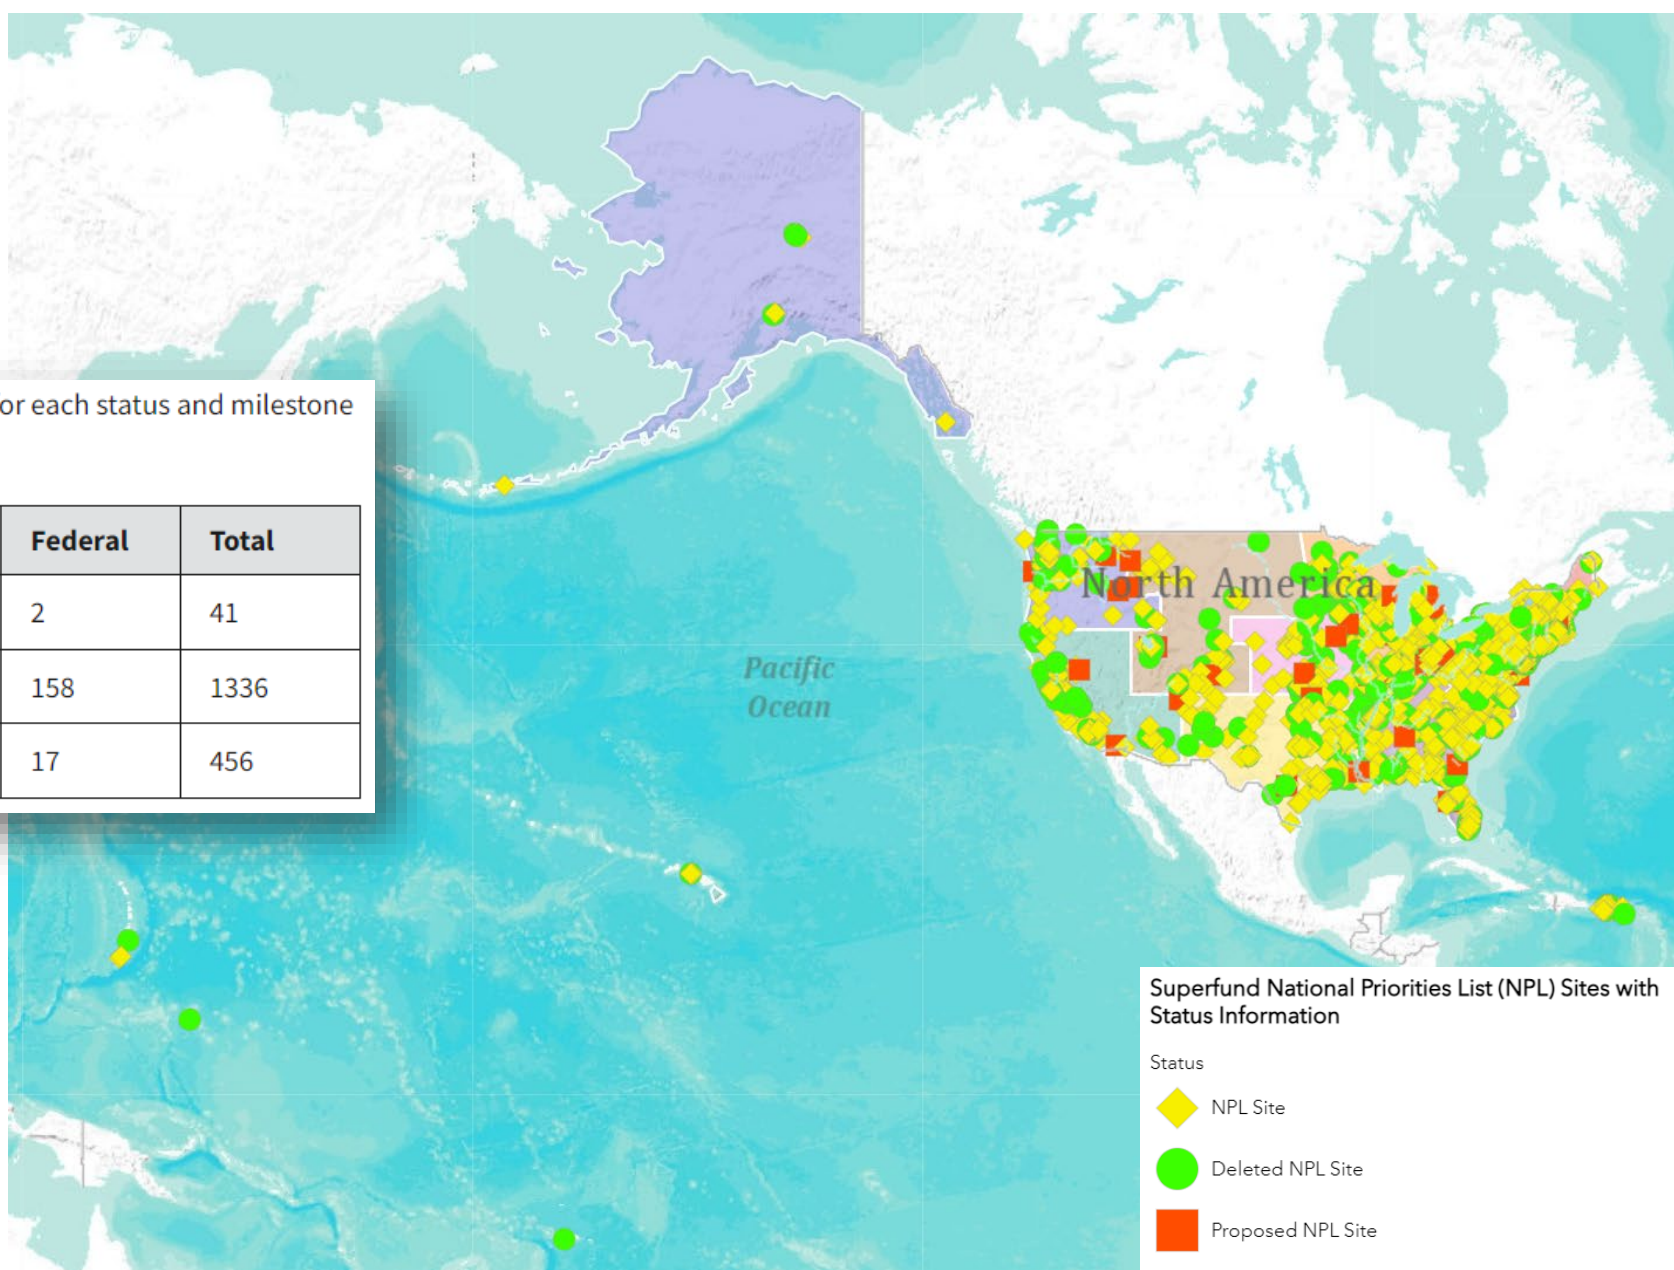 or each status and milestone
Federal Total
2 41
158 1336
17 456
North America
Pacific
Ocean
Superfund National Priorities List (NPL) Sites with
Status Information
Status
NPL Site
Deleted NPL Site
Proposed NPL Site